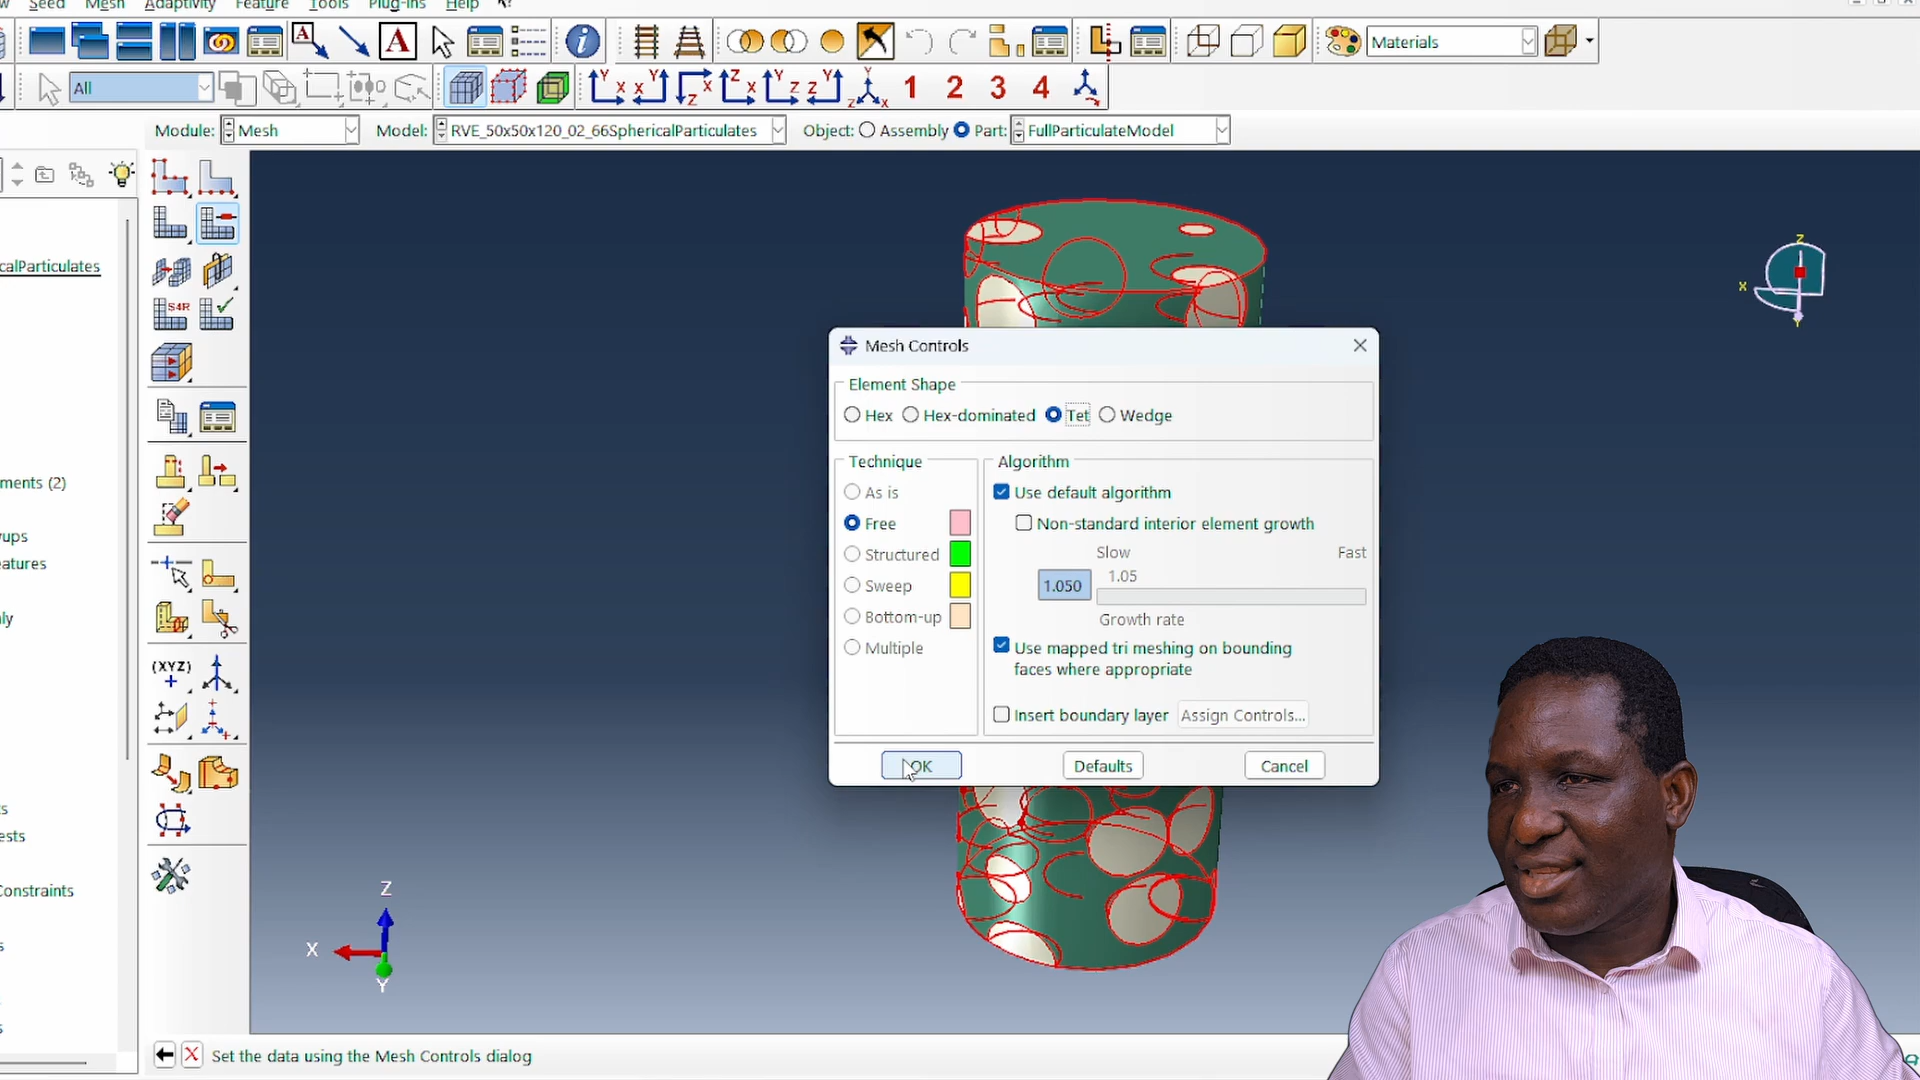 Seed Mesh Adaptivity Feature Tools Plug-ins Help
A A i Materials
All 1 2 3 4
Module: Mesh Model: RVE_50x50x120_02_66SphericalParticulates Object: Assembly Part: FullParticulateModel
calParticulates
ments (2)
ups
eatures
ly
s
ests
Constraints
s
s
S4R
(XYZ)
Mesh Controls
Element Shape
Hex Hex-dominated Tet Wedge
Technique
As is
Free
Structured
Sweep
Bottom-up
Multiple
Algorithm
Use default algorithm
Non-standard interior element growth
Slow Fast
1.05
1.050
Growth rate
Use mapped tri meshing on bounding
faces where appropriate
Insert boundary layer Assign Controls...
OK Defaults Cancel
Z
X
Y
Z
X
Y
Set the data using the Mesh Controls dialog